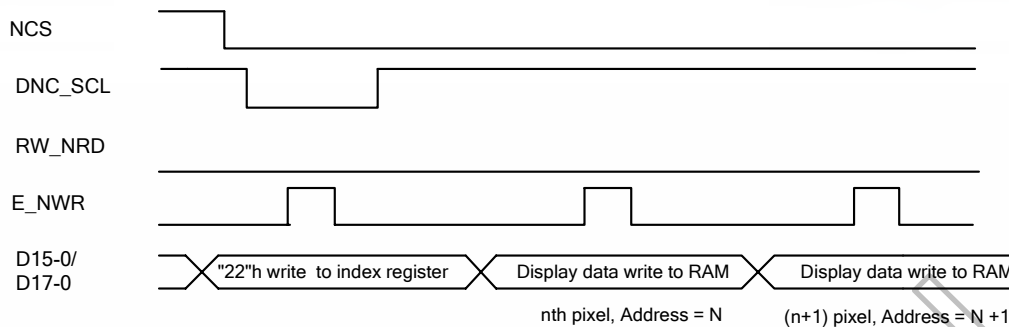 NCS
DNC_SCL
RW_NRD
E_NWR
D15-0/
D17-0
"22"h write to index register
Display data write to RAM
Display data write to RAM
nth pixel, Address = N
(n+1) pixel, Address = N +1